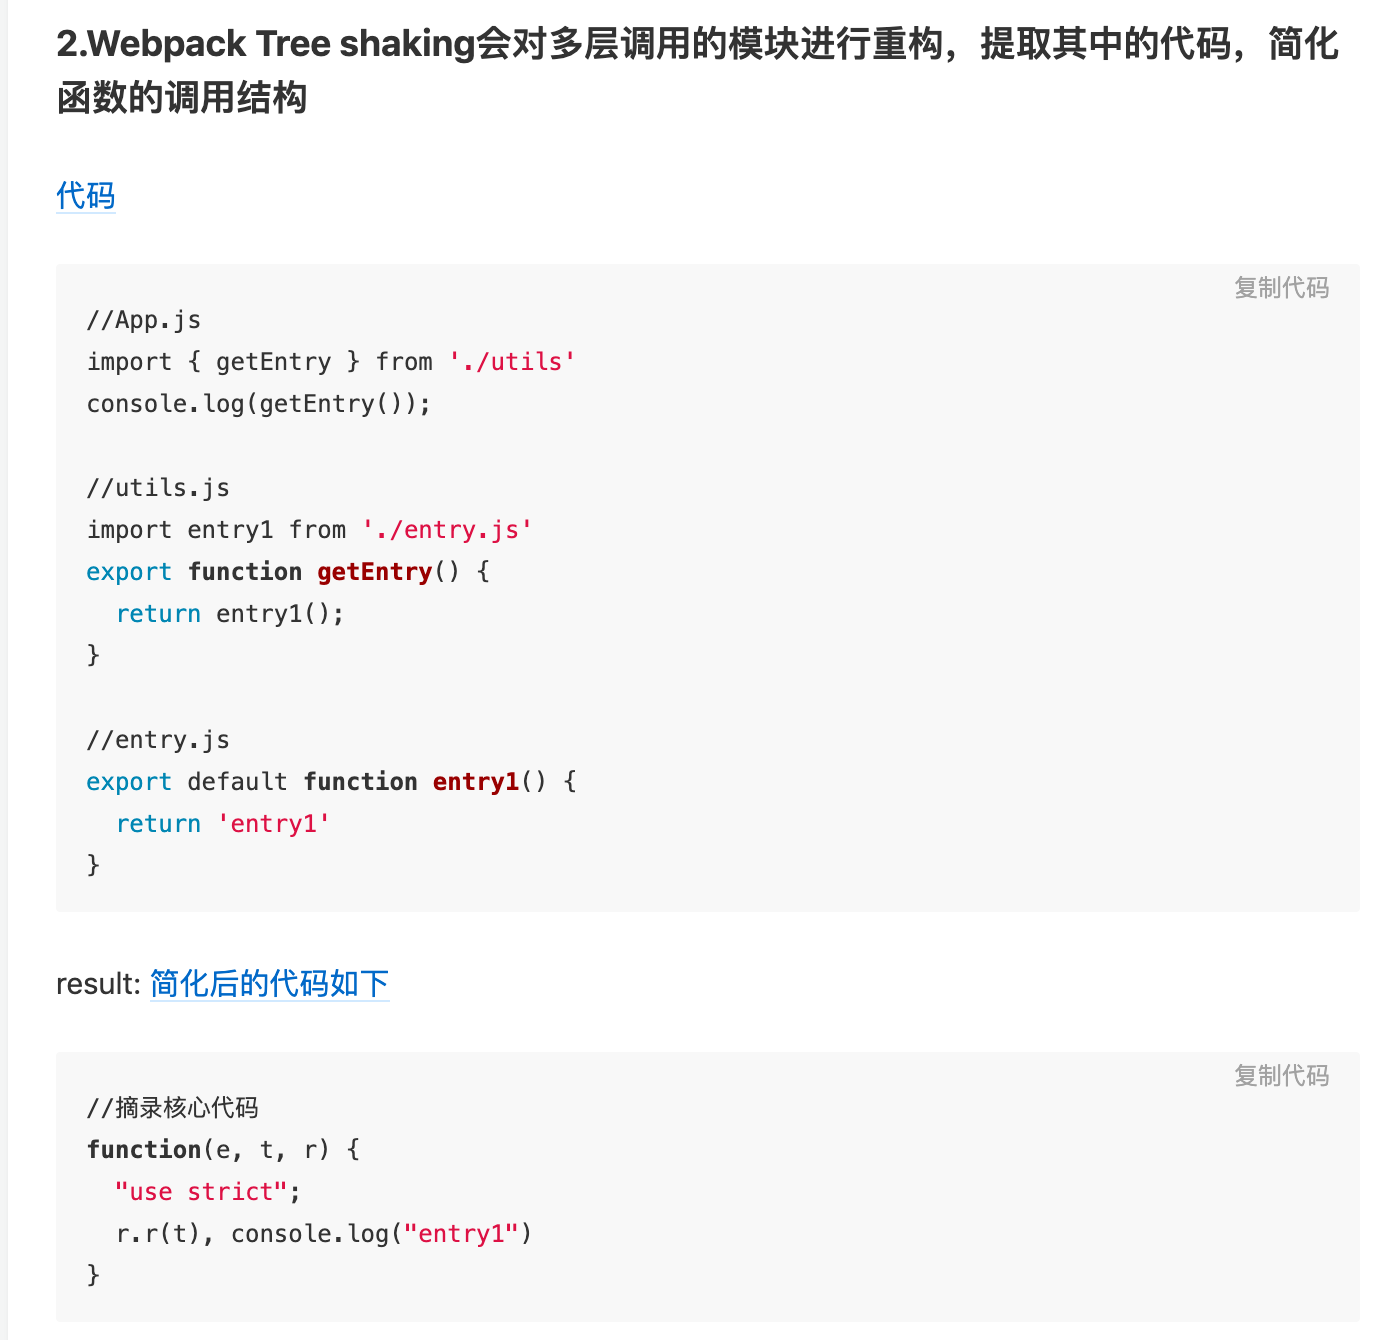 2.Webpack Tree shaking会对多层调用的模块进行重构，提取其中的代码，简化
函数的调用结构
代码
复制代码
//App.js
import { getEntry } from './utils'
console.log(getEntry());
//utils.js
import entry1 from './entry.js'
export function getEntry() {
  return entry1();
}
//entry.js
export default function entry1() {
  return 'entry1'
}
result: 简化后的代码如下
复制代码
//摘录核心代码
function(e, t, r) {
  "use strict";
  r.r(t), console.log("entry1")
}